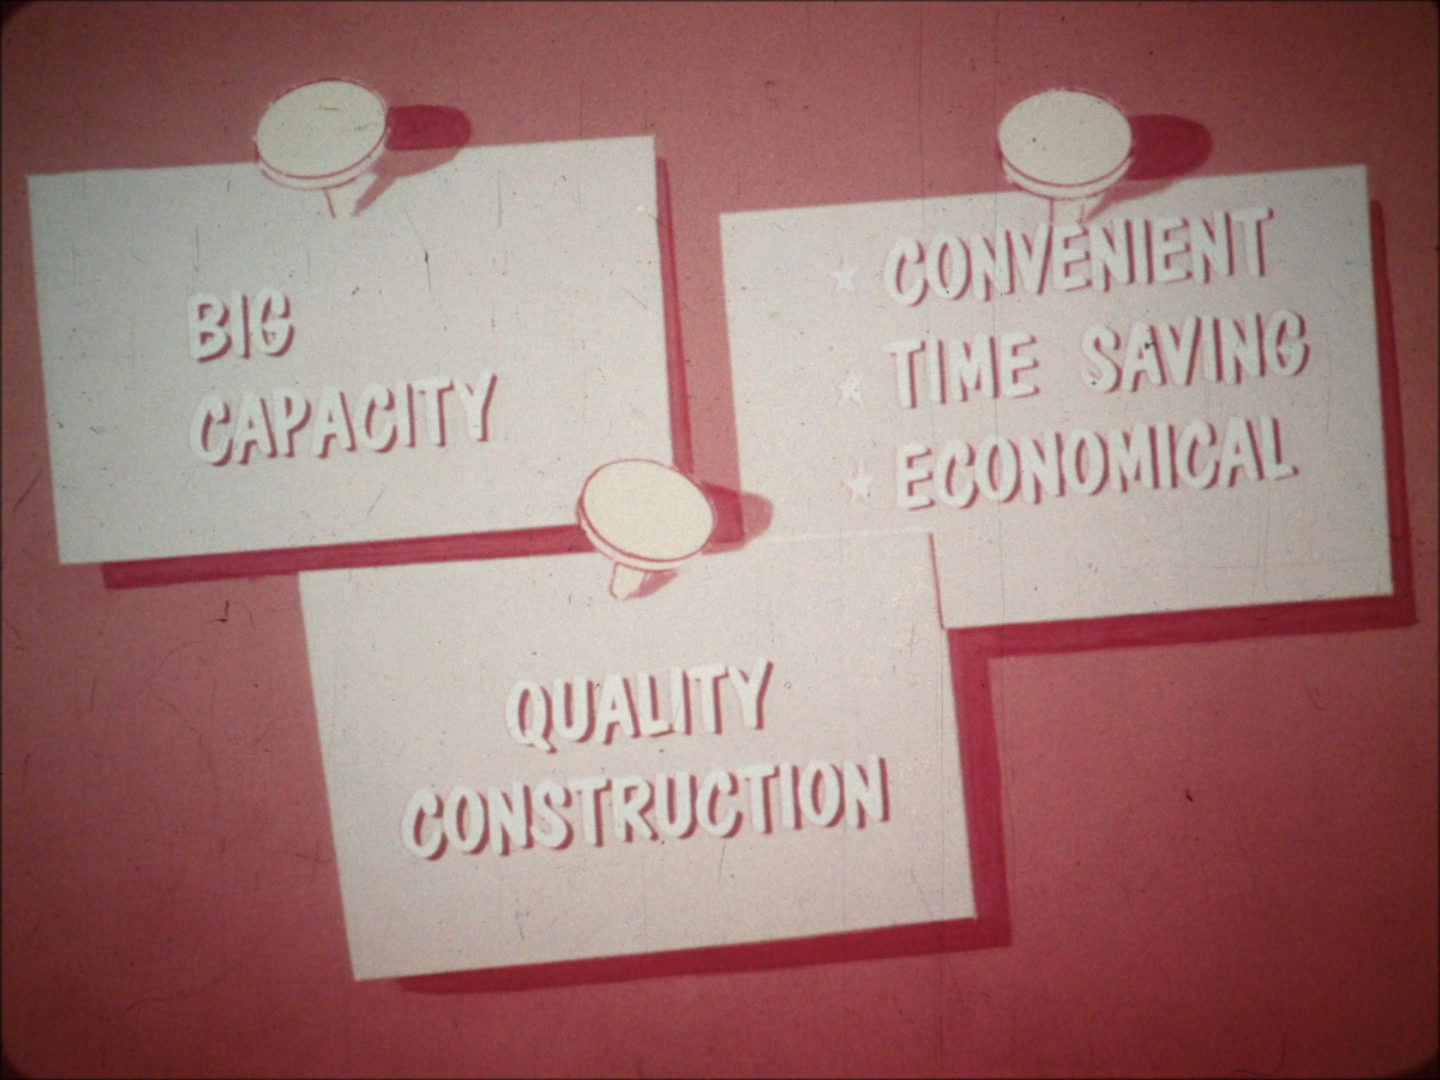 BIG
CAPACITY
CONVENIENT
TIME SAVING
ECONOMICAL
QUALITY
CONSTRUCTION